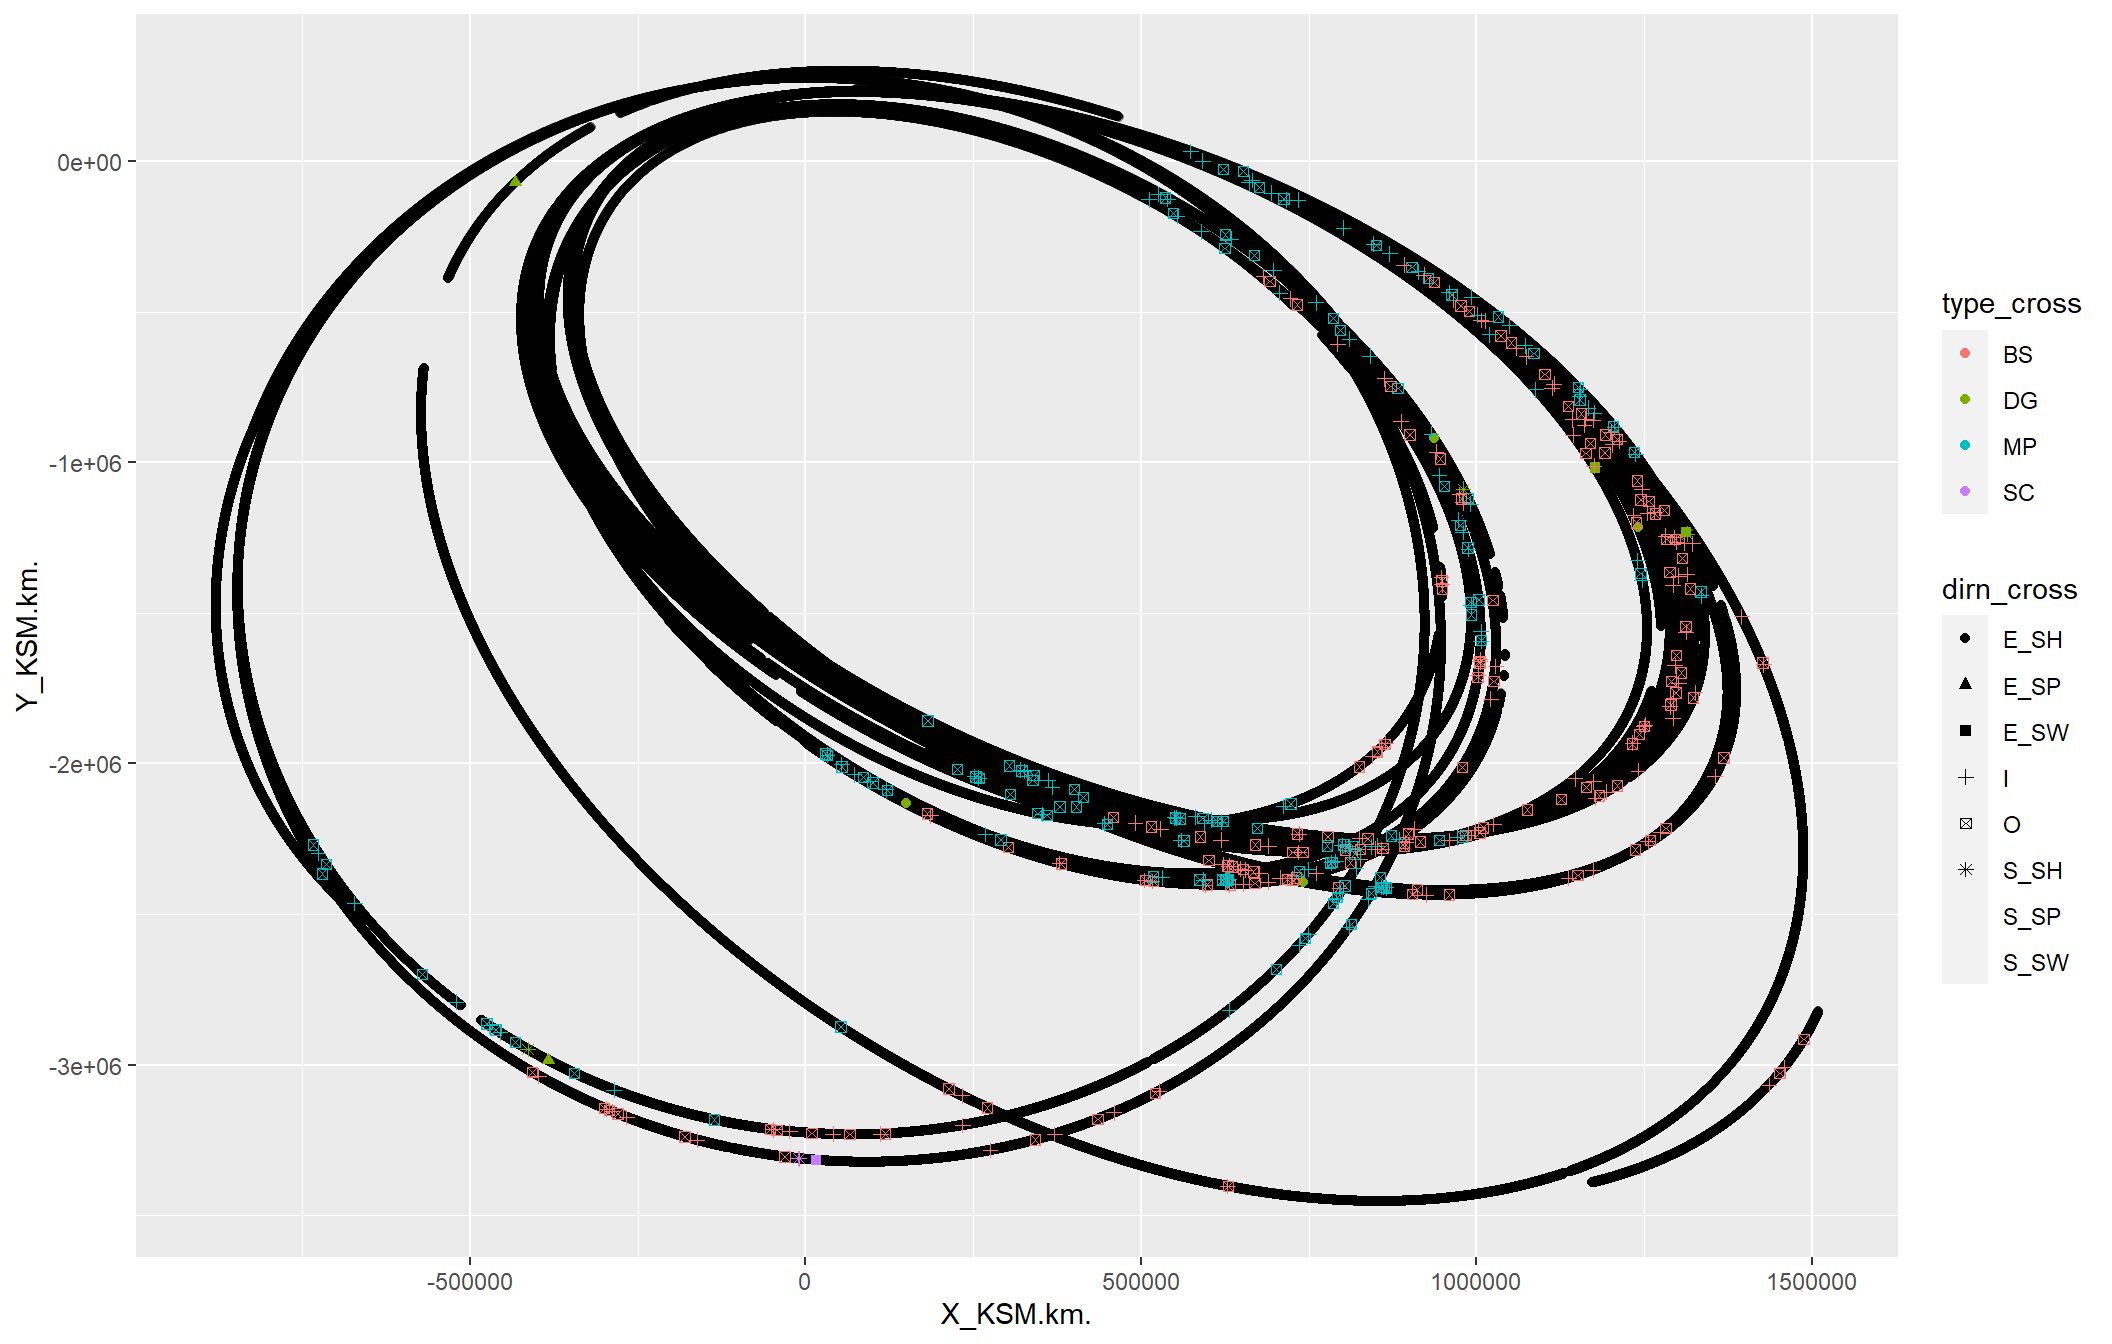 0e+00
-1e+06
-2e+06
-3e+06
Y_KSM.km.
-500000
0
500000
1000000
1500000
X_KSM.km.
type_cross
BS
DG
MP
SC
dirn_cross
E_SH
E_SP
E_SW
I
O
S_SH
S_SP
S_SW